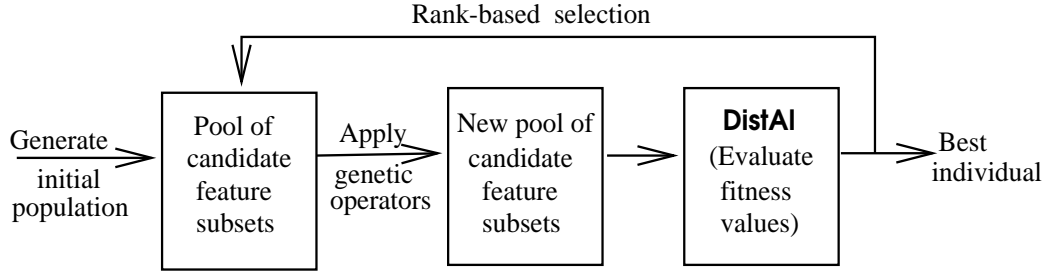 Rank-based selection
Generate
initial
population
Pool of
candidate
feature
subsets
Apply
genetic
operators
New pool of
candidate
feature
subsets
DistAl
(Evaluate
fitness
values)
Best
individual